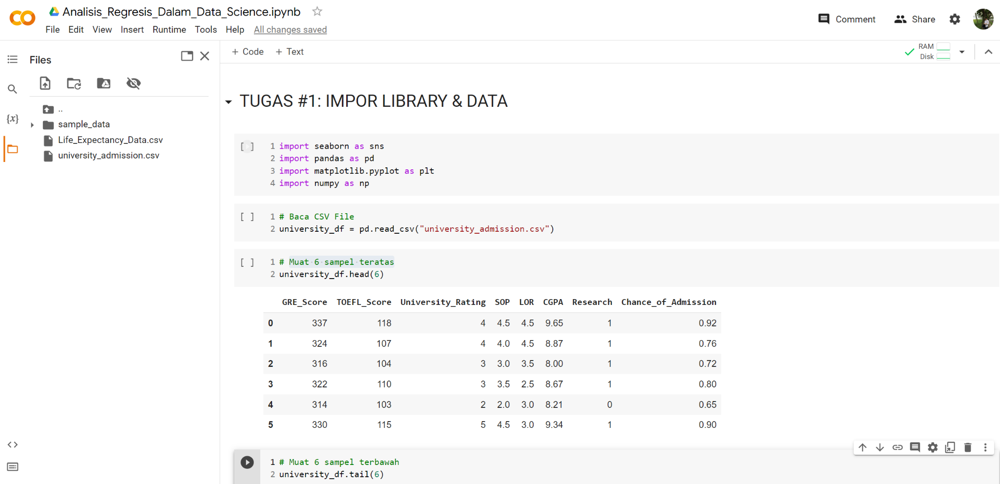 Analisis_Regresis_Dalam_Data_Science.ipynb
File Edit View Insert Runtime Tools Help All changes saved
Comment Share
Files
..
sample_data
Life_Expectancy_Data.csv
university_admission.csv
{x}
+ Code + Text
RAM
Disk
TUGAS #1: IMPOR LIBRARY & DATA
[ ] 1 import seaborn as sns
2 import pandas as pd
3 import matplotlib.pyplot as plt
4 import numpy as np
[ ] 1 # Baca CSV File
2 university_df = pd.read_csv("university_admission.csv")
[ ] 1 # Muat 6 sampel teratas
2 university_df.head(6)
GRE_Score TOEFL_Score University_Rating SOP LOR CGPA Research Chance_of_Admission
0 337 118 4 4.5 4.5 9.65 1 0.92
1 324 107 4 4.0 4.5 8.87 1 0.76
2 316 104 3 3.0 3.5 8.00 1 0.72
3 322 110 3 3.5 2.5 8.67 1 0.80
4 314 103 2 2.0 3.0 8.21 0 0.65
5 330 115 5 4.5 3.0 9.34 1 0.90
1 # Muat 6 sampel terbawah
2 university_df.tail(6)